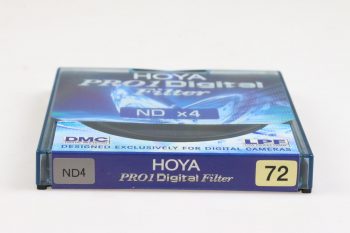 HOYA
PRO1 Digital
Filter
ND x4
DMC LPF
DESIGNED EXCLUSIVELY FOR DIGITAL CAMERAS
ND4 HOYA 72
PRO1 Digital Filter